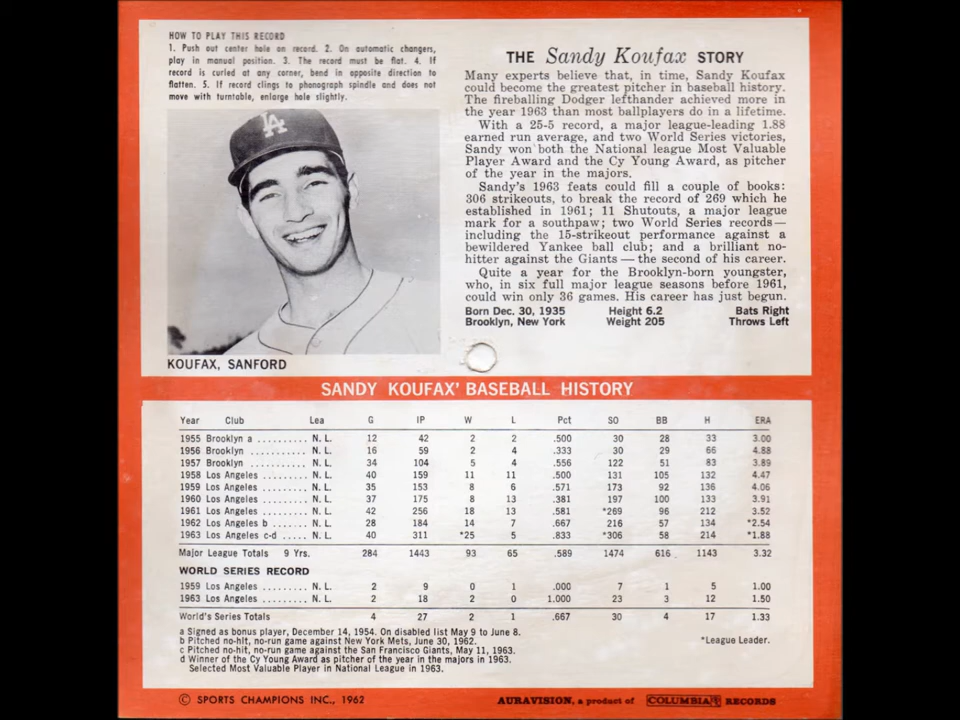 HOW TO PLAY THIS RECORD
1. Push out center hole on record. 2. On automatic changers,
play in manual position. 3. The record must be flat. 4. If
record is curled at any corner, bend in opposite direction to
flatten. 5. If record clings to phonograph spindle and does not
move with turntable, enlarge hole slightly.
LA
KOUFAX, SANFORD
THE Sandy Koufax STORY
Many experts believe that, in time, Sandy Koufax
could become the greatest pitcher in baseball history.
The fireballing Dodger lefthander achieved more in
the year 1963 than most ballplayers do in a lifetime.
With a 25-5 record, a major league-leading 1.88
earned run average, and two World Series victories,
Sandy won both the National league Most Valuable
Player Award and the Cy Young Award, as pitcher
of the year in the majors.
Sandy's 1963 feats could fill a couple of books:
306 strikeouts, to break the record of 269 which he
established in 1961; 11 Shutouts, a major league
mark for a southpaw; two World Series records—
including the 15-strikeout performance against a
bewildered Yankee ball club; and a brilliant no-
hitter against the Giants — the second of his career.
Quite a year for the Brooklyn-born youngster,
who, in six full major league seasons before 1961,
could win only 36 games. His career has just begun.
Born Dec. 30, 1935 Height 6.2 Bats Right
Brooklyn, New York Weight 205 Throws Left
SANDY KOUFAX' BASEBALL HISTORY
Year Club Lea G IP W L Pct SO BB H ERA
1955 Brooklyn a .......... N. L. 12 42 2 2 .500 30 28 33 3.00
1956 Brooklyn ........... N. L. 16 59 2 4 .333 30 29 66 4.88
1957 Brooklyn ........... N. L. 34 104 5 4 .556 122 51 83 3.89
1958 Los Angeles ......... N. L. 40 159 11 11 .500 131 105 132 4.47
1959 Los Angeles ......... N. L. 35 153 8 6 .571 173 92 136 4.06
1960 Los Angeles ......... N. L. 37 175 8 13 .381 197 100 133 3.91
1961 Los Angeles ......... N. L. 42 256 18 13 .581 *269 96 212 3.52
1962 Los Angeles b ....... N. L. 28 184 14 7 .667 216 57 134 *2.54
1963 Los Angeles c-d ..... N. L. 40 311 *25 5 .833 *306 58 214 *1.88
Major League Totals 9 Yrs. 284 1443 93 65 .589 1474 616 1143 3.32
WORLD SERIES RECORD
1959 Los Angeles ......... N. L. 2 9 0 1 .000 7 1 5 1.00
1963 Los Angeles ......... N. L. 2 18 2 0 1.000 23 3 12 1.50
World's Series Totals 4 27 2 1 .667 30 4 17 1.33
a Signed as bonus player, December 14, 1954. On disabled list May 9 to June 8.
b Pitched no-hit, no-run game against New York Mets, June 30, 1962.
c Pitched no-hit, no-run game against the San Francisco Giants, May 11, 1963.
d Winner of the Cy Young Award as pitcher of the year in the majors in 1963.
Selected Most Valuable Player in National League in 1963.
*League Leader.
© SPORTS CHAMPIONS INC., 1962 AURAVISION, a product of COLUMBIA RECORDS